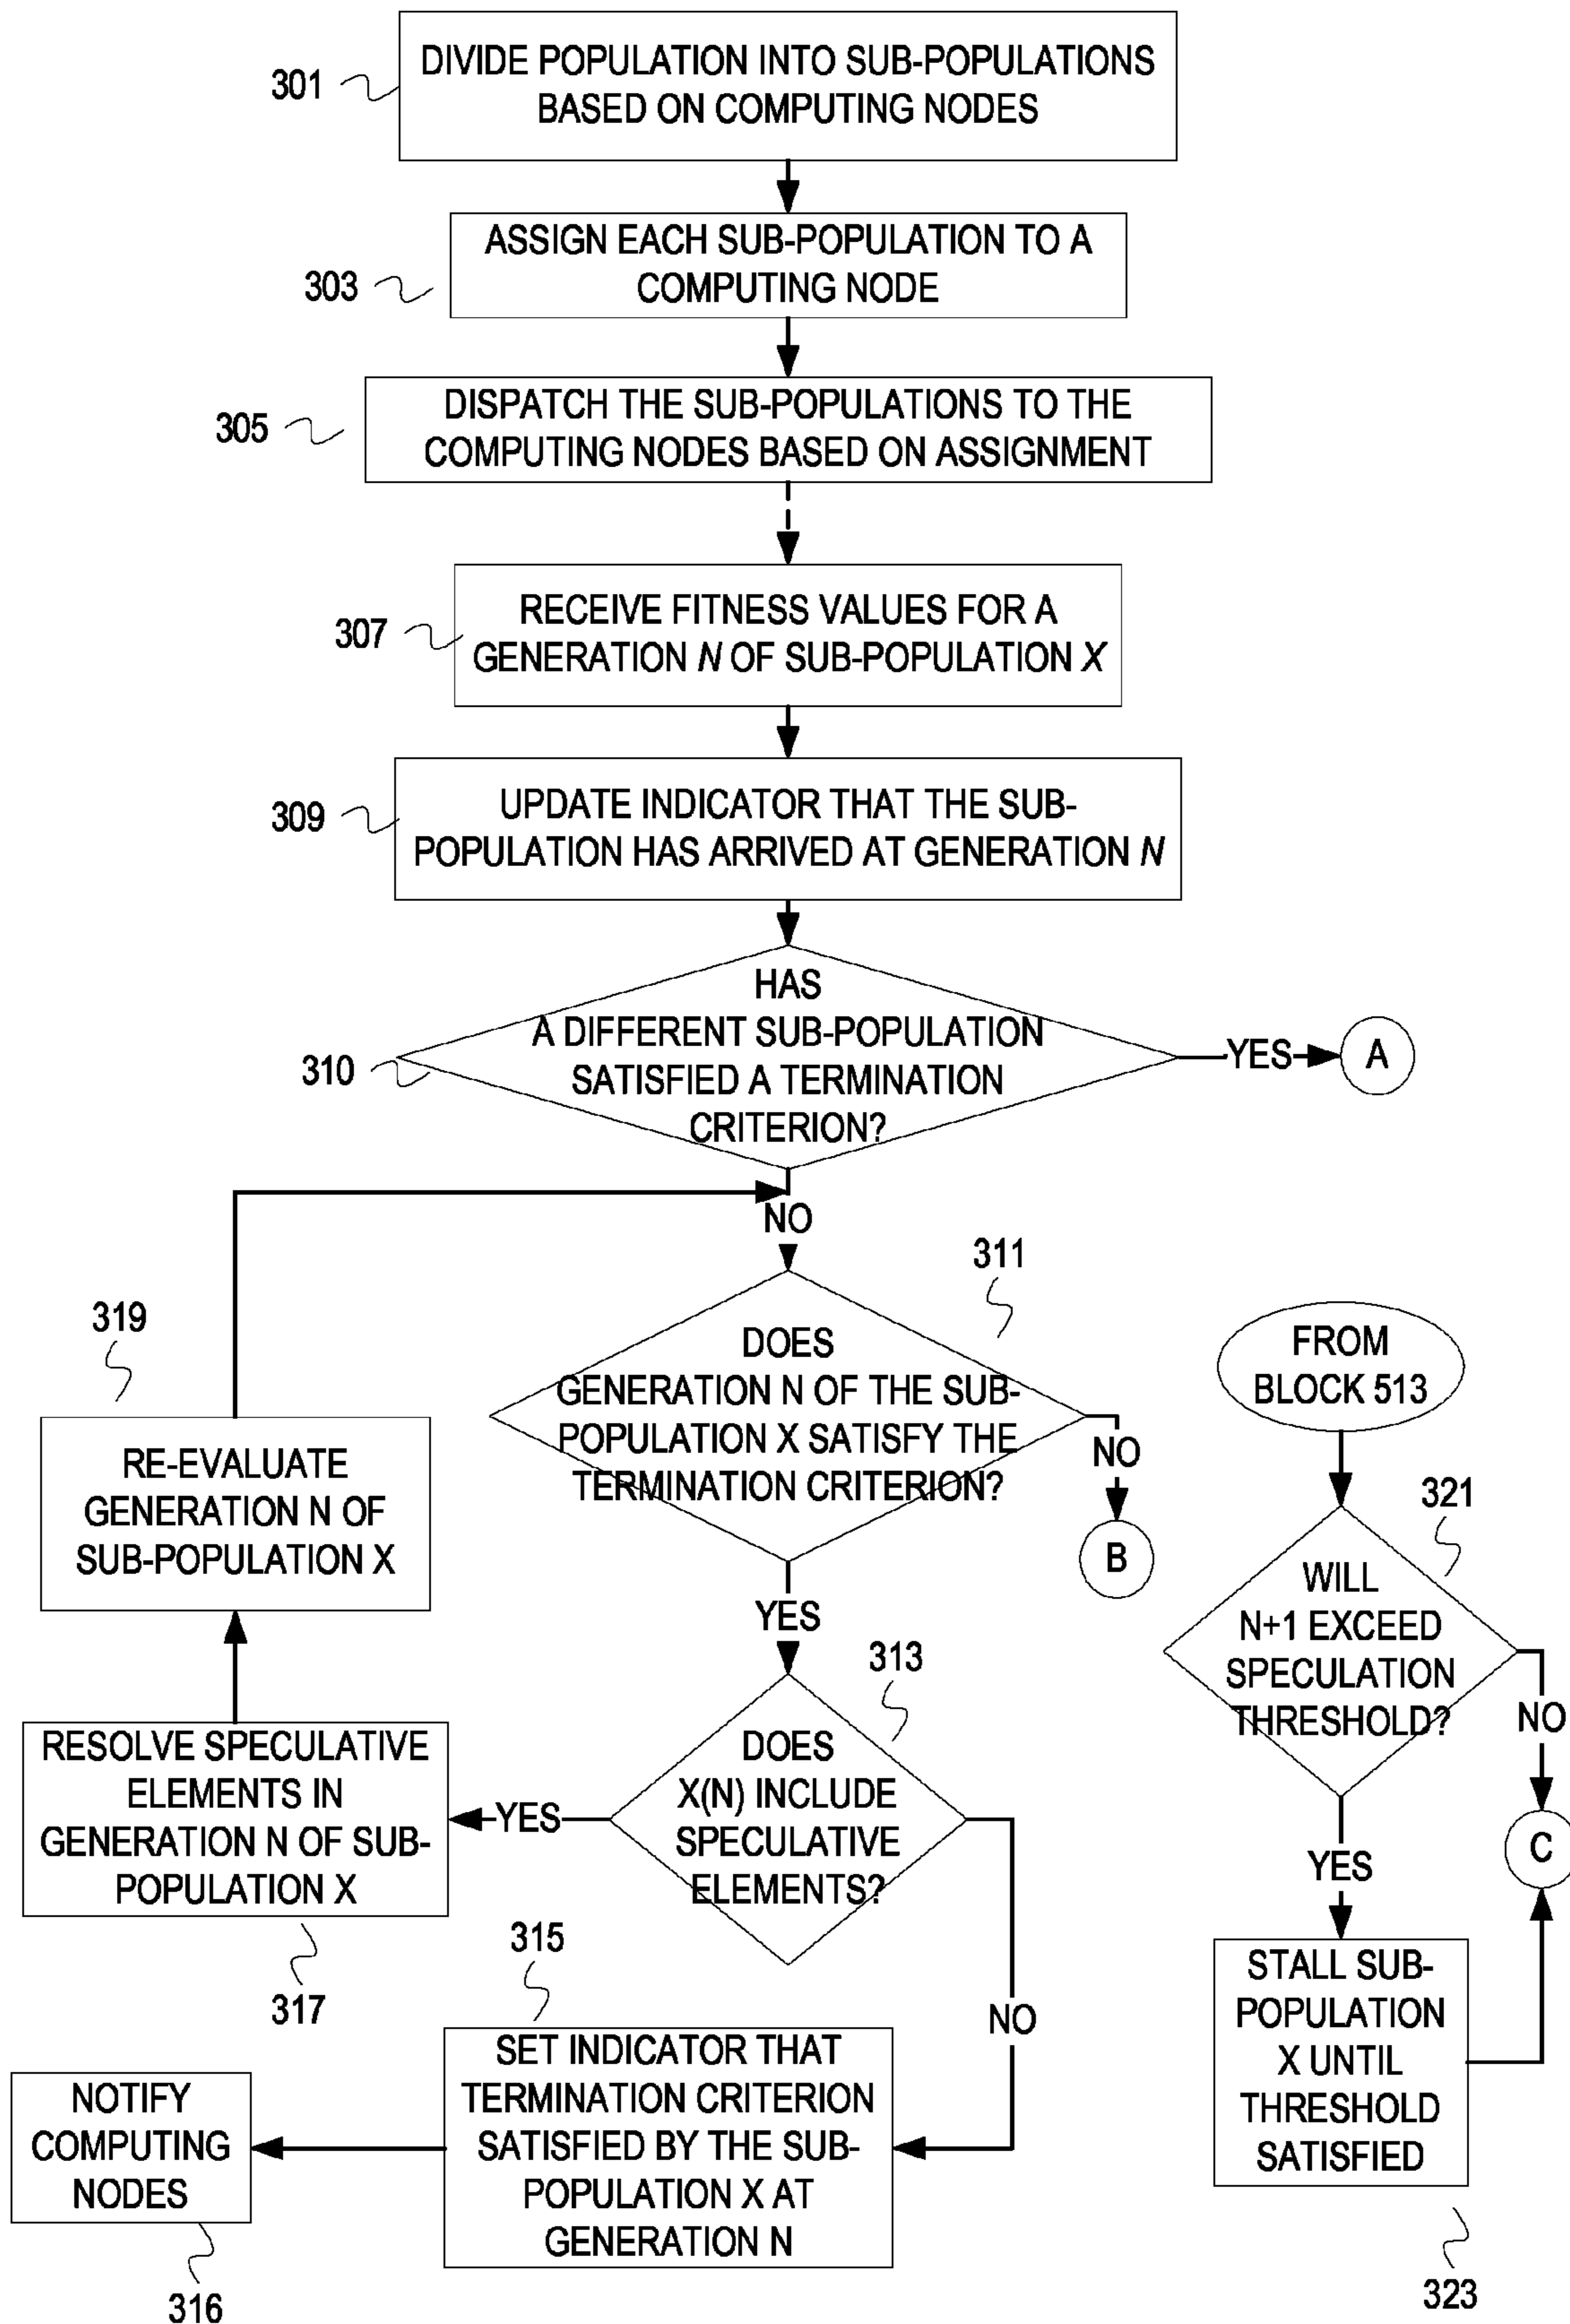 301
DIVIDE POPULATION INTO SUB-POPULATIONS
BASED ON COMPUTING NODES
303
ASSIGN EACH SUB-POPULATION TO A
COMPUTING NODE
305
DISPATCH THE SUB-POPULATIONS TO THE
COMPUTING NODES BASED ON ASSIGNMENT
307
RECEIVE FITNESS VALUES FOR A
GENERATION N OF SUB-POPULATION X
309
UPDATE INDICATOR THAT THE SUB-
POPULATION HAS ARRIVED AT GENERATION N
310
HAS
A DIFFERENT SUB-POPULATION
SATISFIED A TERMINATION
CRITERION?
YES
A
NO
311
DOES
GENERATION N OF THE SUB-
POPULATION X SATISFY THE
TERMINATION CRITERION?
NO
B
YES
319
RE-EVALUATE
GENERATION N OF
SUB-POPULATION X
313
DOES
X(N) INCLUDE
SPECULATIVE
ELEMENTS?
YES
NO
RESOLVE SPECULATIVE
ELEMENTS IN
GENERATION N OF SUB-
POPULATION X
317
315
SET INDICATOR THAT
TERMINATION CRITERION
SATISFIED BY THE SUB-
POPULATION X AT
GENERATION N
NOTIFY
COMPUTING
NODES
316
FROM
BLOCK 513
321
WILL
N+1 EXCEED
SPECULATION
THRESHOLD?
NO
C
YES
STALL SUB-
POPULATION
X UNTIL
THRESHOLD
SATISFIED
323